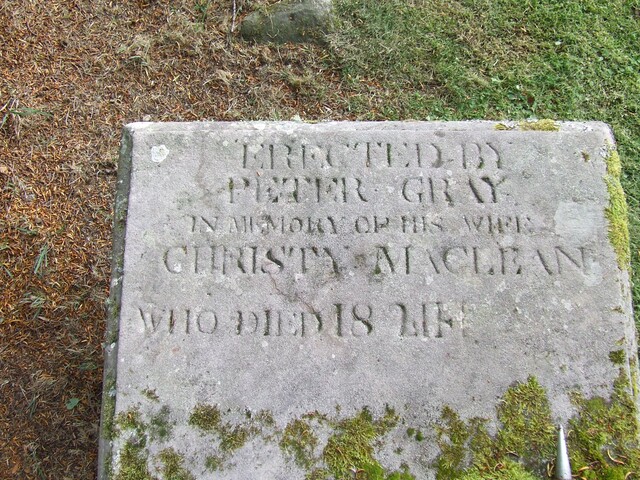 ERECTED BY
PETER GRAY
IN MEMORY OF HIS WIFE
CHRISTY MACLEAN
WHO DIED 18